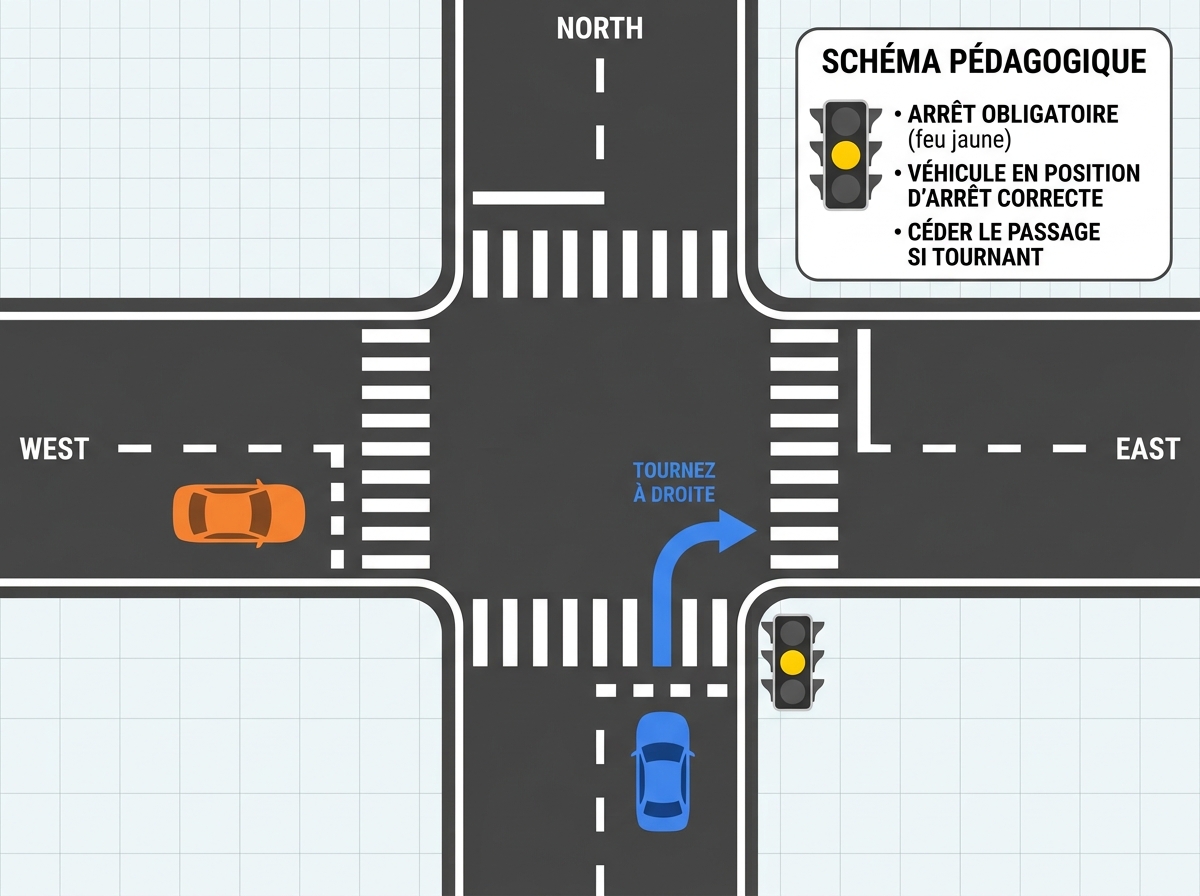 NORTH
SCHÉMA PÉDAGOGIQUE
• ARRÊT OBLIGATOIRE
(feu jaune)
• VÉHICULE EN POSITION
D'ARRÊT CORRECTE
• CÉDER LE PASSAGE
SI TOURNANT
WEST
EAST
TOURNEZ
À DROITE